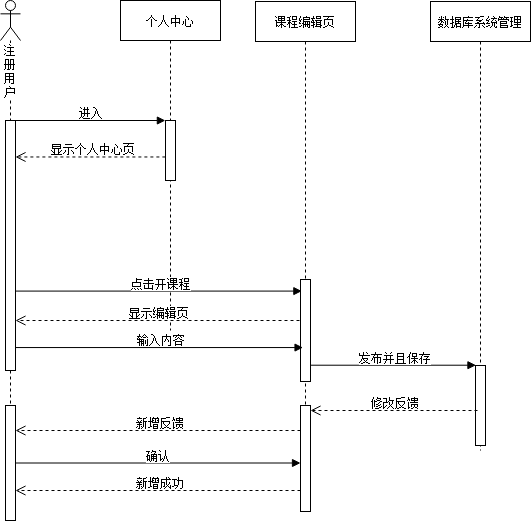 注册用户
个人中心
课程编辑页
数据库系统管理
进入
显示个人中心页
点击开课程
显示编辑页
输入内容
发布并且保存
修改反馈
新增反馈
确认
新增成功